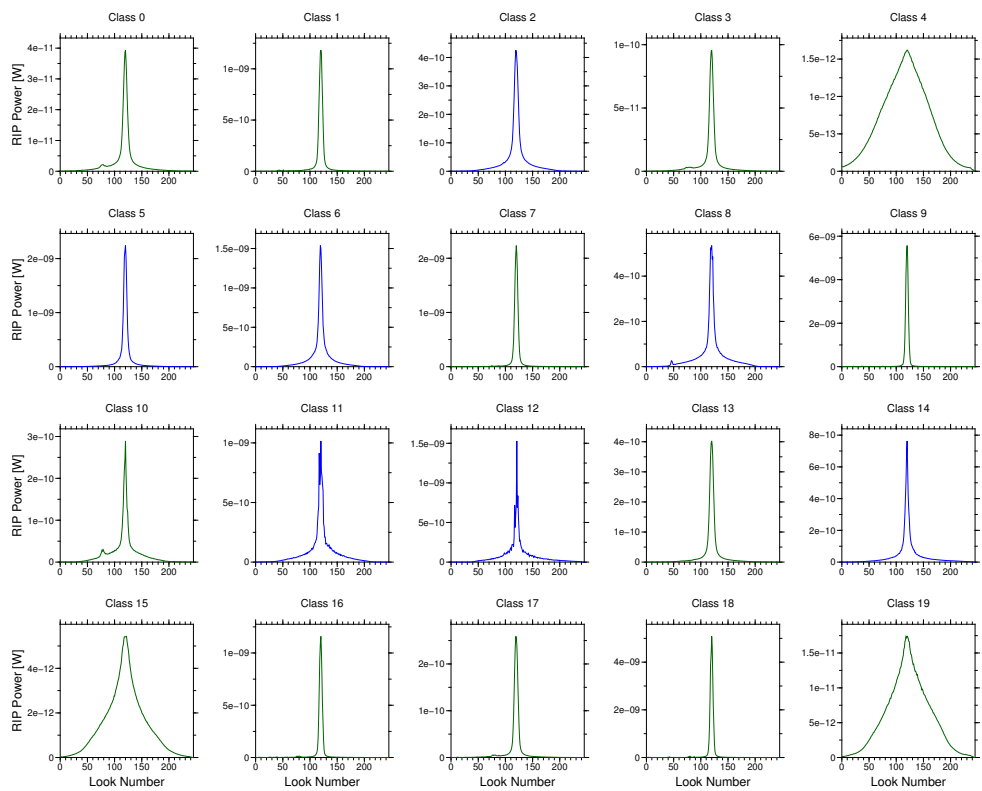 Class 0 Class 1 Class 2 Class 3 Class 4
RIP Power [W]
4e−11
3e−11
2e−11
1e−11
0
1e−09
5e−10
0
4e−10
3e−10
2e−10
1e−10
0
1e−10
5e−11
0
1.5e−12
1e−12
5e−13
0
0 50 100 150 200 0 50 100 150 200 0 50 100 150 200 0 50 100 150 200 0 50 100 150 200
Class 5 Class 6 Class 7 Class 8 Class 9
RIP Power [W]
2e−09
1e−09
0
1.5e−09
1e−09
5e−10
0
2e−09
1e−09
0
4e−10
2e−10
0
6e−09
4e−09
2e−09
0
0 50 100 150 200 0 50 100 150 200 0 50 100 150 200 0 50 100 150 200 0 50 100 150 200
Class 10 Class 11 Class 12 Class 13 Class 14
RIP Power [W]
3e−10
2e−10
1e−10
0
1e−09
5e−10
0
1.5e−09
1e−09
5e−10
0
4e−10
3e−10
2e−10
1e−10
0
8e−10
6e−10
4e−10
2e−10
0
0 50 100 150 200 0 50 100 150 200 0 50 100 150 200 0 50 100 150 200 0 50 100 150 200
Class 15 Class 16 Class 17 Class 18 Class 19
RIP Power [W]
4e−12
2e−12
0
1e−09
5e−10
0
2e−10
1e−10
0
4e−09
2e−09
0
1.5e−11
1e−11
5e−12
0
0 50 100 150 200 0 50 100 150 200 0 50 100 150 200 0 50 100 150 200 0 50 100 150 200
Look Number Look Number Look Number Look Number Look Number